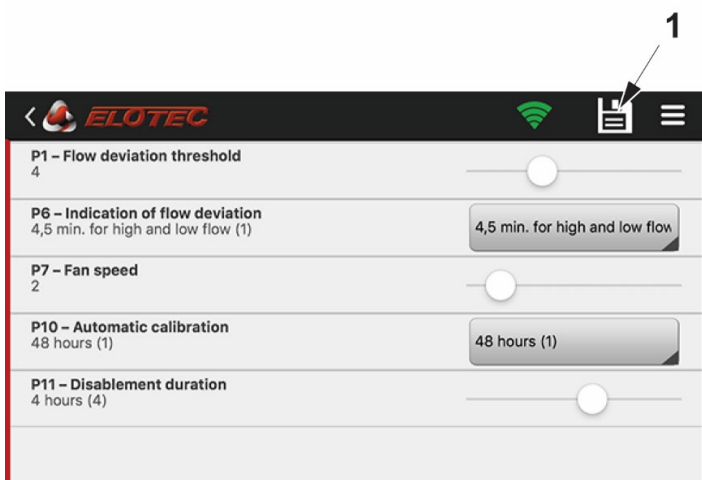 1
ELOTEC
P1 – Flow deviation threshold
4
P6 – Indication of flow deviation
4,5 min. for high and low flow (1)
4,5 min. for high and low flow
P7 – Fan speed
2
P10 – Automatic calibration
48 hours (1)
48 hours (1)
P11 – Disablement duration
4 hours (4)